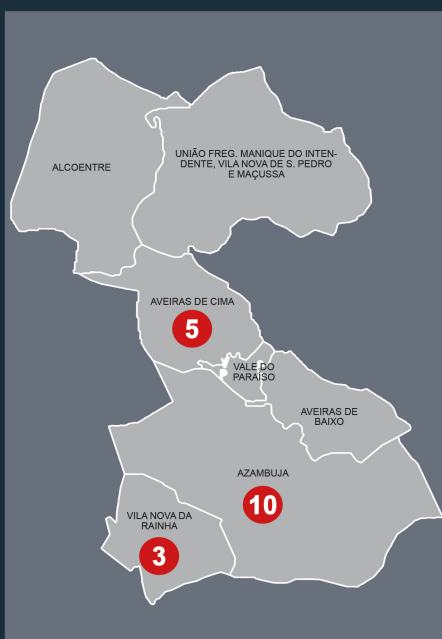 ALCOENTRE
UNIÃO FREG. MANIQUE DO INTEN-
DENTE, VILA NOVA DE S. PEDRO
E MAÇUSSA
AVEIRAS DE CIMA
5
VALE DO
PARAÍSO
AVEIRAS DE
BAIXO
AZAMBUJA
10
VILA NOVA DA
RAINHA
3